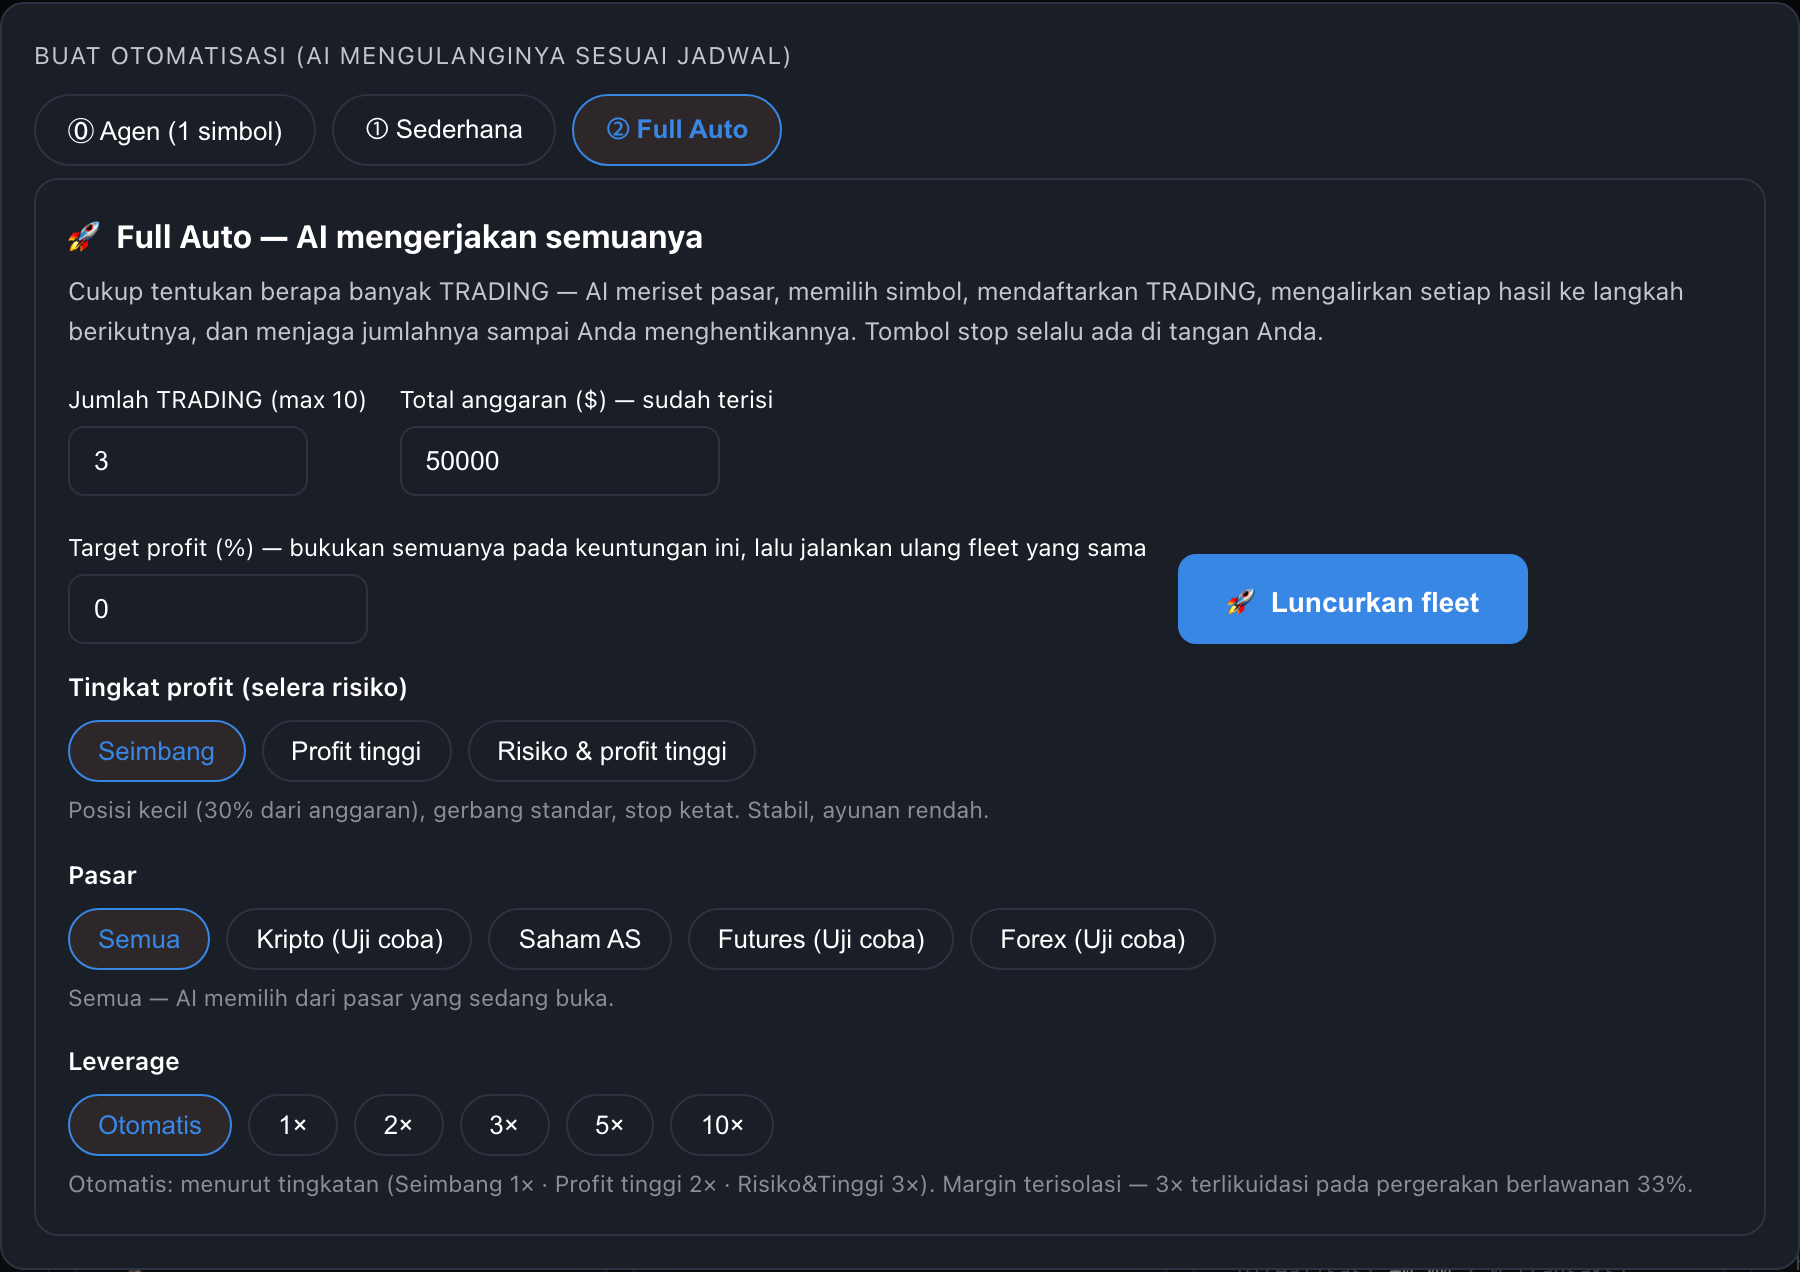 BUAT OTOMATISASI (AI MENGULANGINYA SESUAI JADWAL)
⓪ Agen (1 simbol)
① Sederhana
② Full Auto
🚀 Full Auto — AI mengerjakan semuanya
Cukup tentukan berapa banyak TRADING — AI meriset pasar, memilih simbol, mendaftarkan TRADING, mengalirkan setiap hasil ke langkah
berikutnya, dan menjaga jumlahnya sampai Anda menghentikannya. Tombol stop selalu ada di tangan Anda.
Jumlah TRADING (max 10)
Total anggaran ($) — sudah terisi
3
50000
Target profit (%) — bukukan semuanya pada keuntungan ini, lalu jalankan ulang fleet yang sama
0
🚀 Luncurkan fleet
Tingkat profit (selera risiko)
Seimbang
Profit tinggi
Risiko & profit tinggi
Posisi kecil (30% dari anggaran), gerbang standar, stop ketat. Stabil, ayunan rendah.
Pasar
Semua
Kripto (Uji coba)
Saham AS
Futures (Uji coba)
Forex (Uji coba)
Semua — AI memilih dari pasar yang sedang buka.
Leverage
Otomatis
1×
2×
3×
5×
10×
Otomatis: menurut tingkatan (Seimbang 1× · Profit tinggi 2× · Risiko&Tinggi 3×). Margin terisolasi — 3× terlikuidasi pada pergerakan berlawanan 33%.